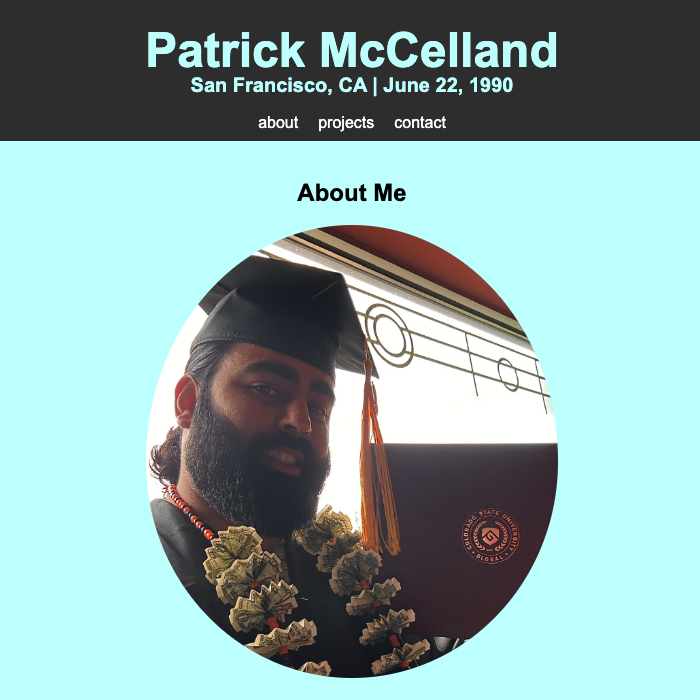 Patrick McCelland
San Francisco, CA | June 22, 1990
about projects contact
About Me
COLORADO STATE UNIVERSITY
GLOBAL